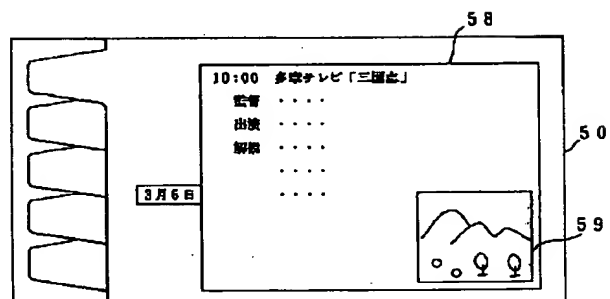 58
10:00 多摩テレビ「三国志」
監督 ・・・・
出演 ・・・・
解説 ・・・・
・・・・
3月6日 ・・・・
50
59